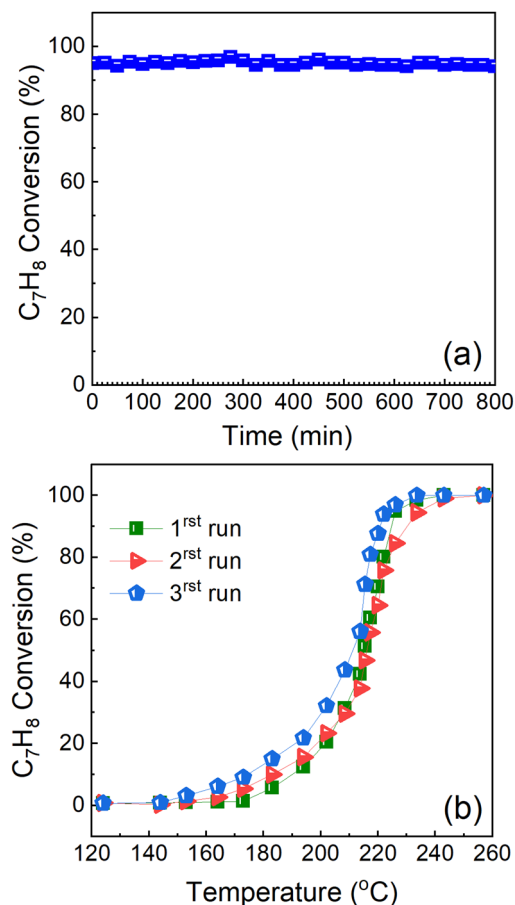 100
80
60
40
20
0
C₇H₈ Conversion (%)
(a)
0 100 200 300 400 500 600 700 800
Time (min)
100
80
60
40
20
0
C₇H₈ Conversion (%)
1ʳˢᵗ run
2ʳˢᵗ run
3ʳˢᵗ run
(b)
120 140 160 180 200 220 240 260
Temperature (°C)